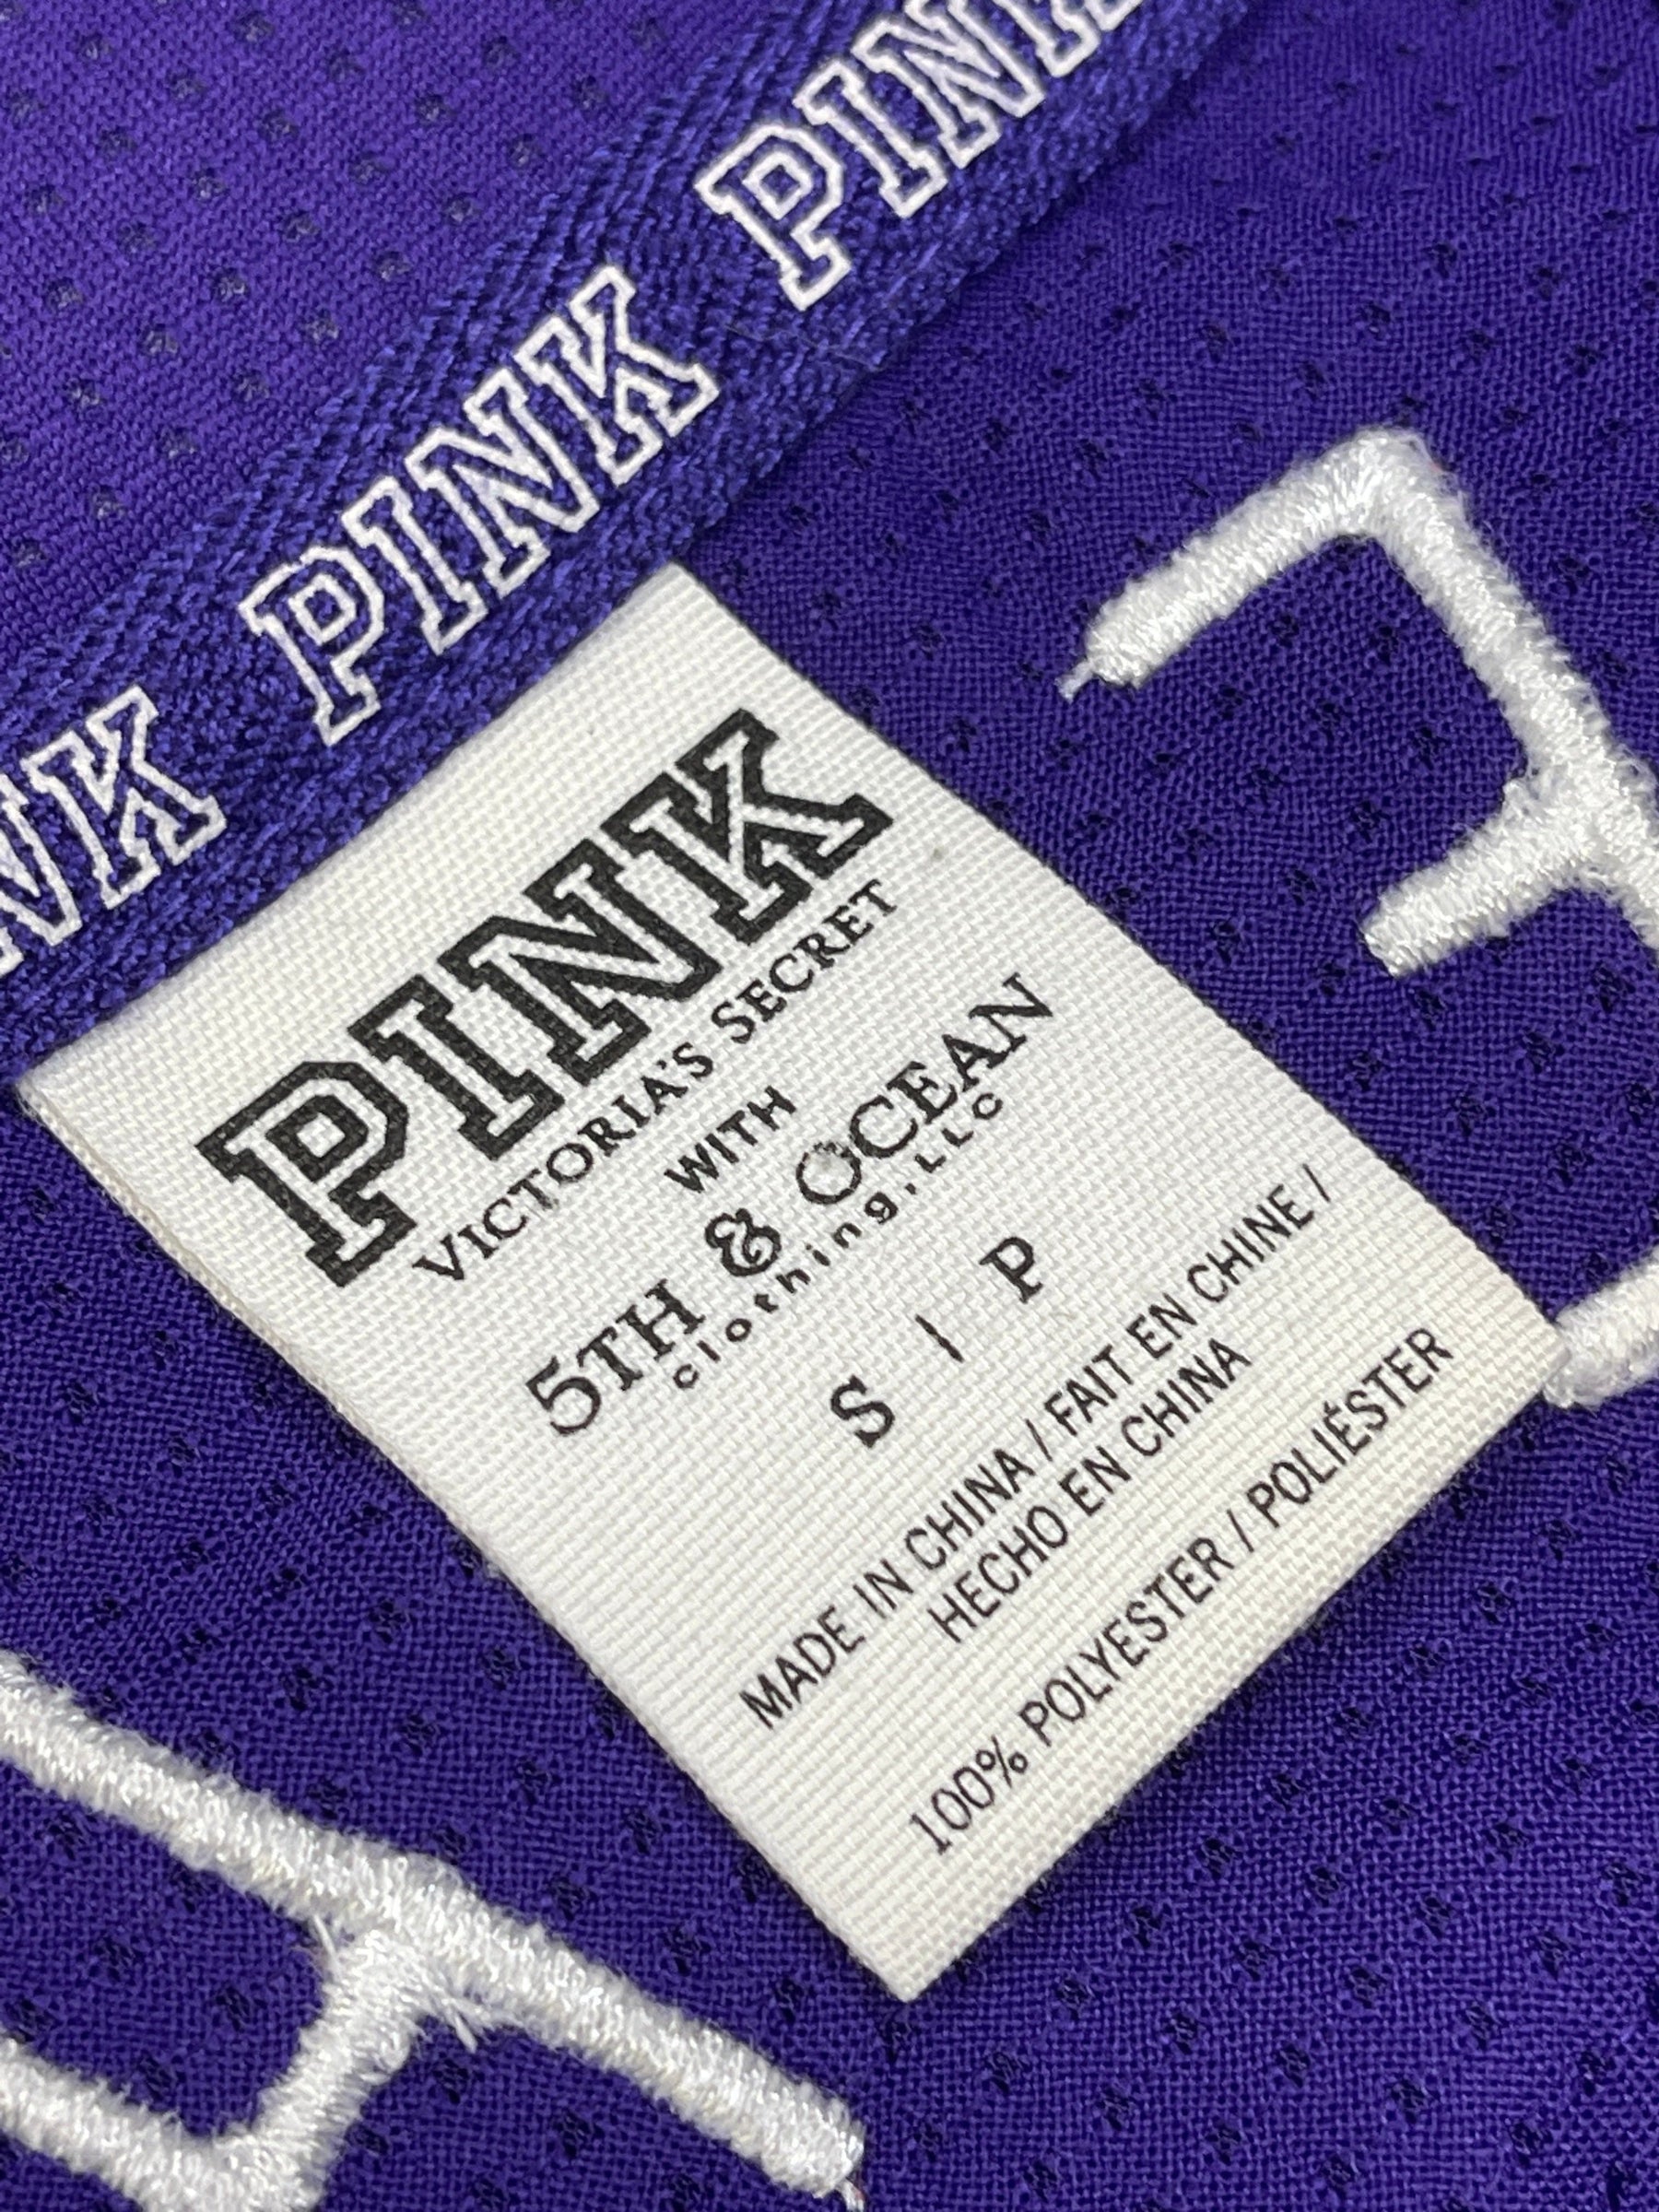 PINK PINK
PINK
VICTORIA'S SECRET
WITH
5TH & OCEAN
clothing, LLC
S | P
MADE IN CHINA / FAIT EN CHINE /
HECHO EN CHINA
100% POLYESTER / POLIÉSTER